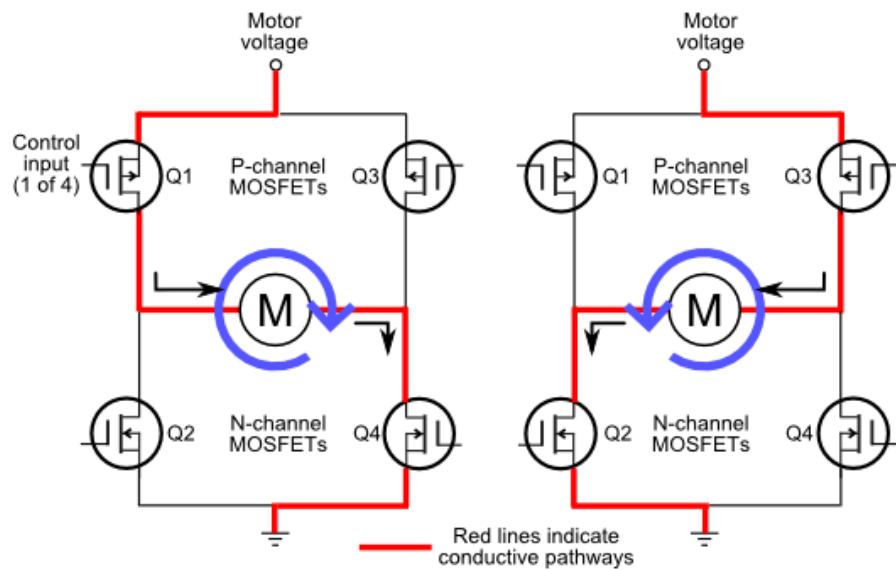 Motor
voltage
Control
input
(1 of 4)
Q1
P-channel
MOSFETs
Q3
M
Q2
N-channel
MOSFETs
Q4
Motor
voltage
Q1
P-channel
MOSFETs
Q3
M
Q2
N-channel
MOSFETs
Q4
Red lines indicate
conductive pathways